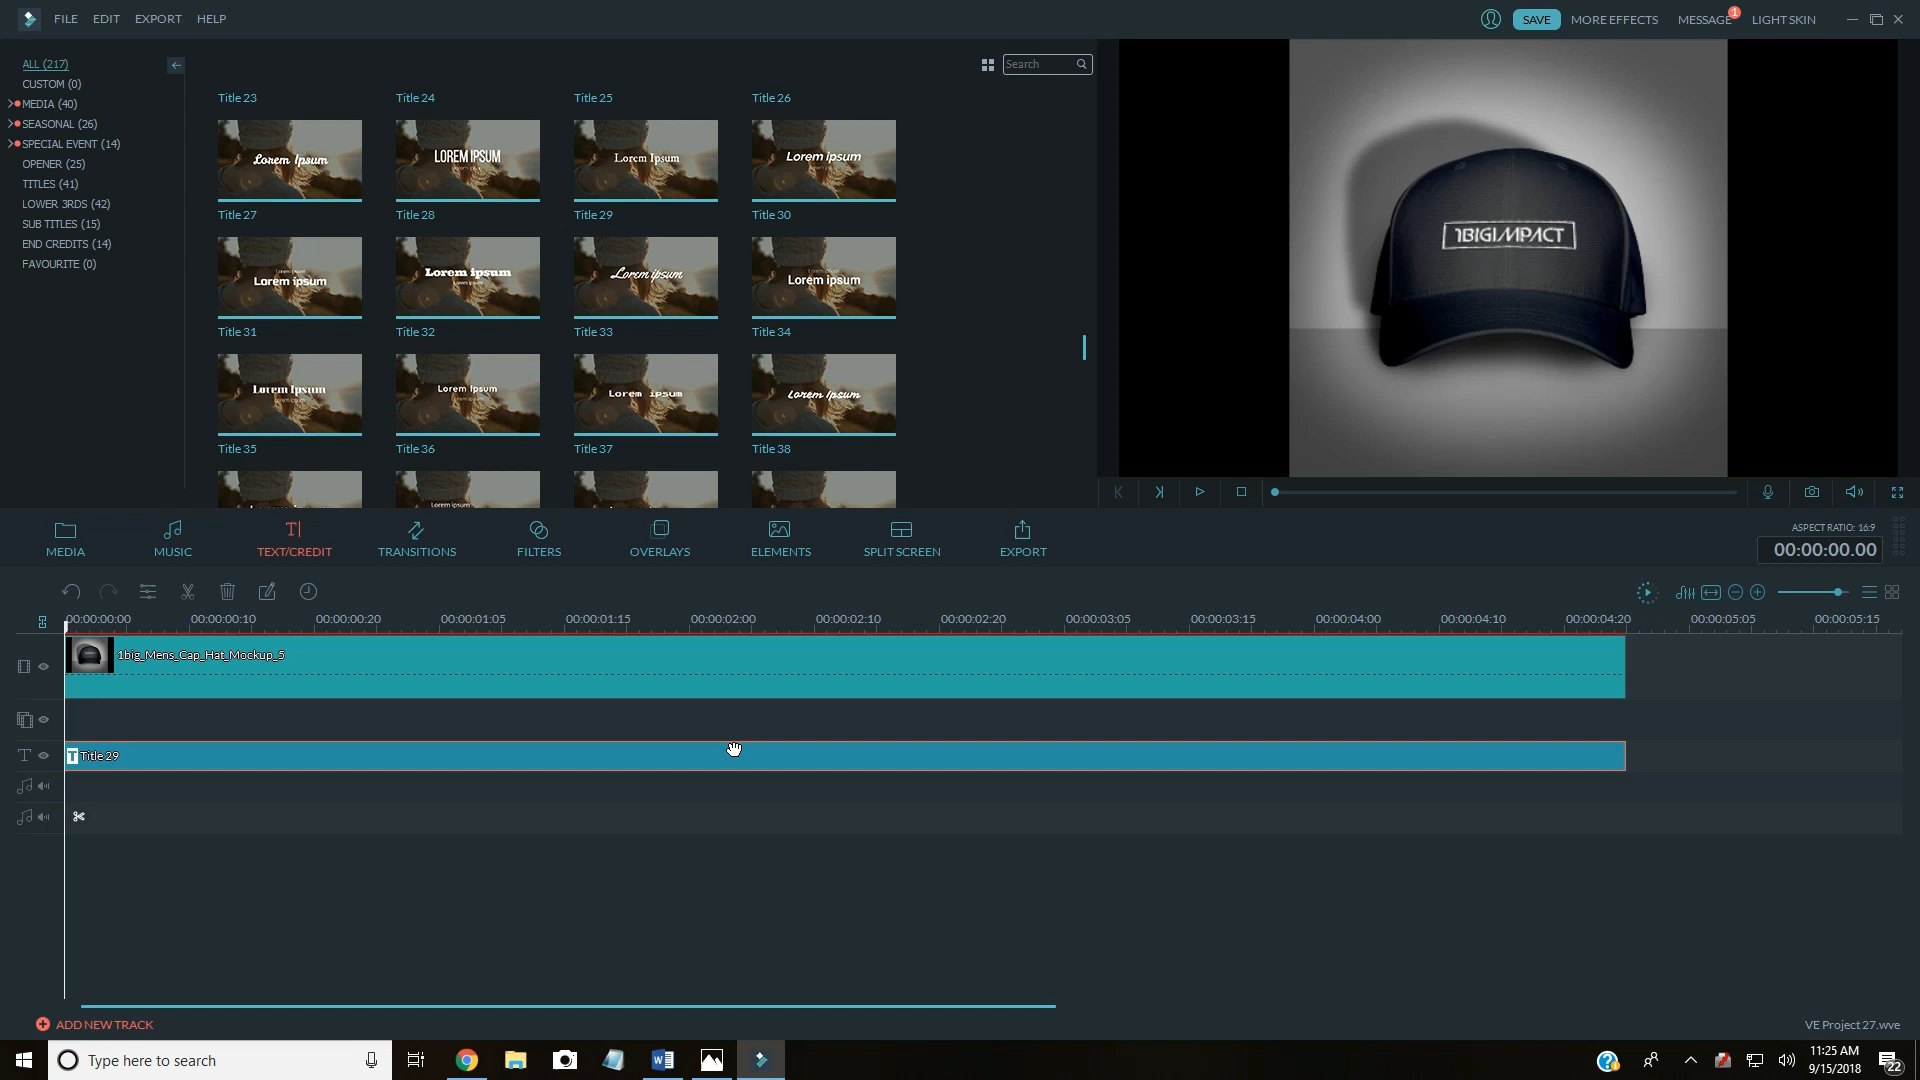 FILE EDIT EXPORT HELP
SAVE MORE EFFECTS MESSAGE 1 LIGHT SKIN
ALL (217)
CUSTOM (0)
MEDIA (40)
SEASONAL (26)
SPECIAL EVENT (14)
OPENER (25)
TITLES (41)
LOWER 3RDS (42)
SUB TITLES (15)
END CREDITS (14)
FAVOURITE (0)
Search
Title 23 Title 24 Title 25 Title 26
Lorem Ipsum LOREM IPSUM Lorem Ipsum Lorem ipsum
Title 27 Title 28 Title 29 Title 30
Lorem ipsum Lorem ipsum Lorem ipsum Lorem ipsum
Title 31 Title 32 Title 33 Title 34
Lorem Ipsum Lorem Ipsum Lorem ipsum Lorem Ipsum
Title 35 Title 36 Title 37 Title 38
1BIGIMPACT
MEDIA MUSIC TEXT/CREDIT TRANSITIONS FILTERS OVERLAYS ELEMENTS SPLIT SCREEN EXPORT
ASPECT RATIO: 16:9
00:00:00.00
00:00:00:00 00:00:00:10 00:00:00:20 00:00:01:05 00:00:01:15 00:00:02:00 00:00:02:10 00:00:02:20 00:00:03:05 00:00:03:15 00:00:04:00 00:00:04:10 00:00:04:20 00:00:05:05 00:00:05:15
1big_Mens_Cap_Hat_Mockup_5
T Title 29
ADD NEW TRACK
VE Project 27.wve
Type here to search
11:25 AM
9/15/2018
22